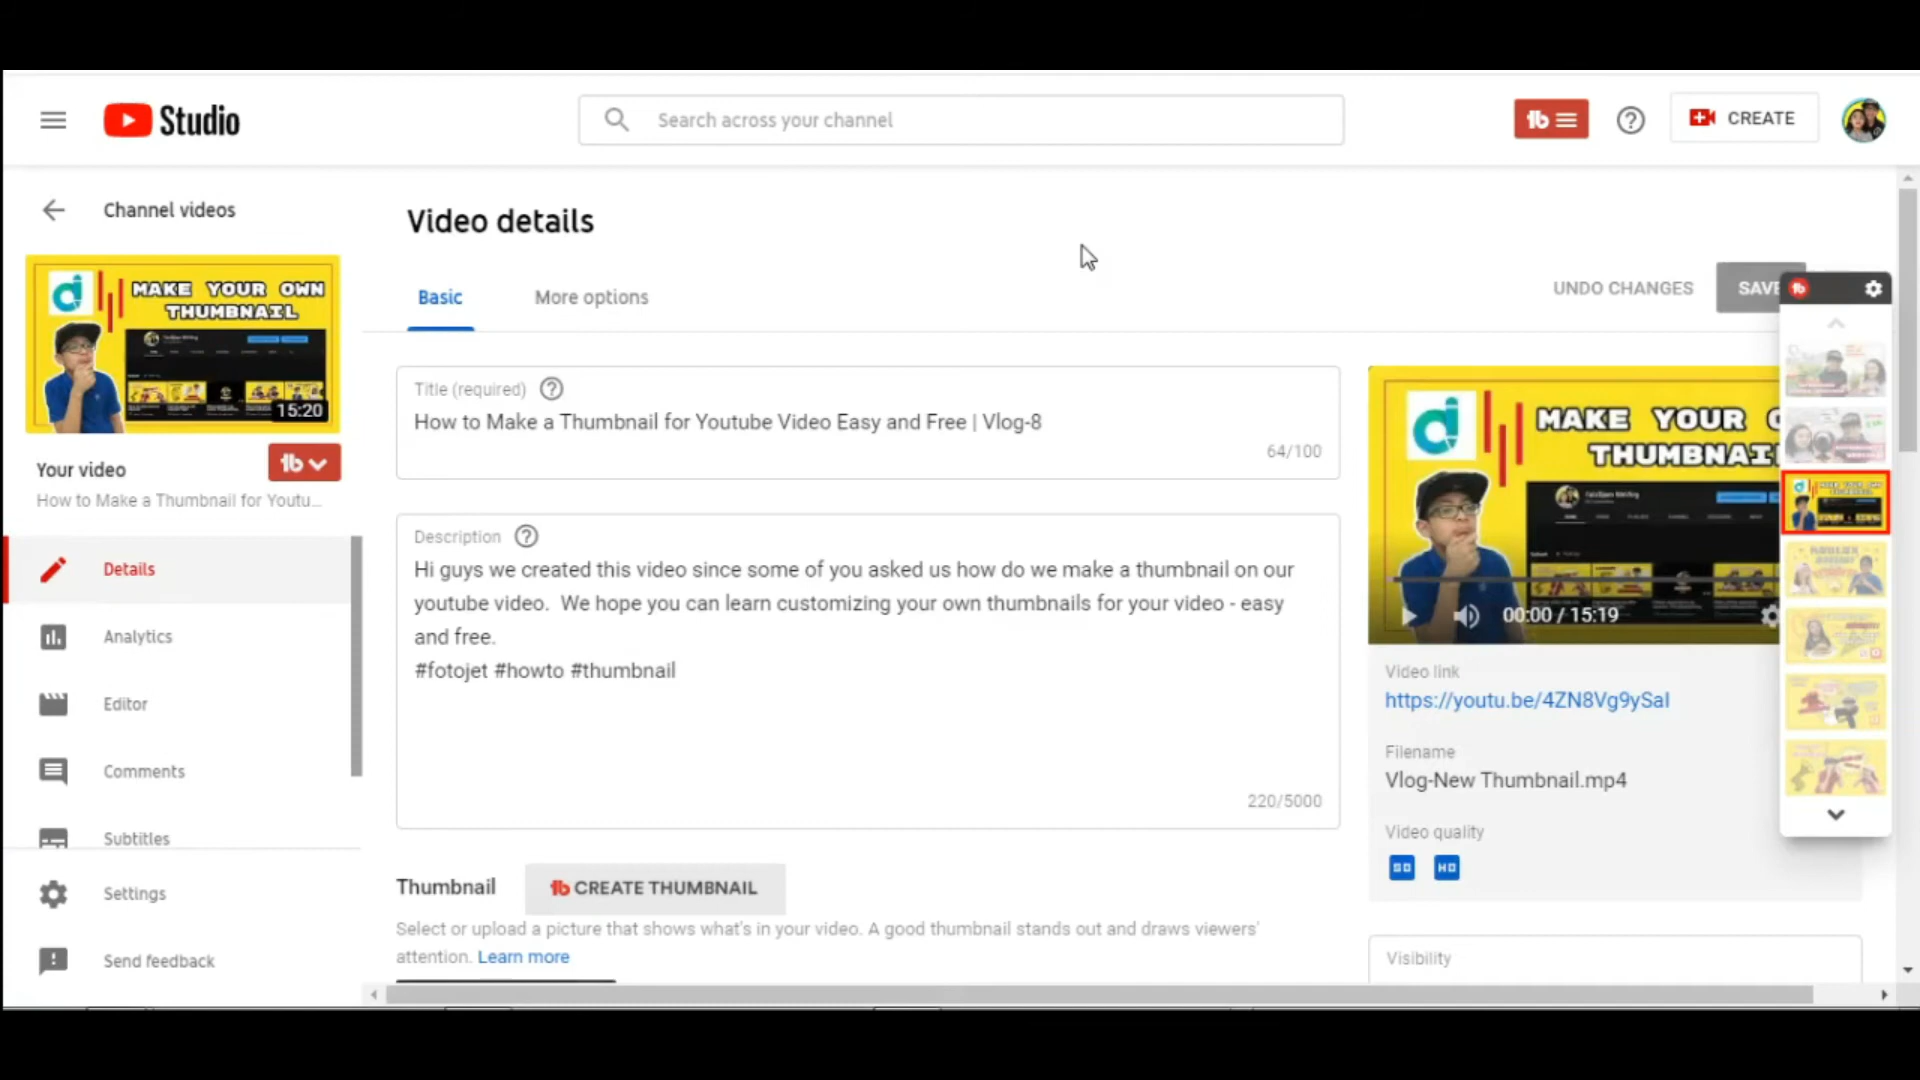 Studio
Search across your channel
CREATE
Channel videos
MAKE YOUR OWN
THUMBNAIL
15:20
Your video
How to Make a Thumbnail for Youtu...
Details
Analytics
Editor
Comments
Subtitles
Settings
Send feedback
Video details
Basic
More options
UNDO CHANGES
SAVE
Title (required)
How to Make a Thumbnail for Youtube Video Easy and Free | Vlog-8
64/100
Description
Hi guys we created this video since some of you asked us how do we make a thumbnail on our
youtube video.  We hope you can learn customizing your own thumbnails for your video - easy
and free.
#fotojet #howto #thumbnail
220/5000
Thumbnail
CREATE THUMBNAIL
Select or upload a picture that shows what's in your video. A good thumbnail stands out and draws viewers'
attention. Learn more
MAKE YOUR O
THUMBNAI
00:00 / 15:19
Video link
https://youtu.be/4ZN8Vg9ySaI
Filename
Vlog-New Thumbnail.mp4
Video quality
SD HD
Visibility